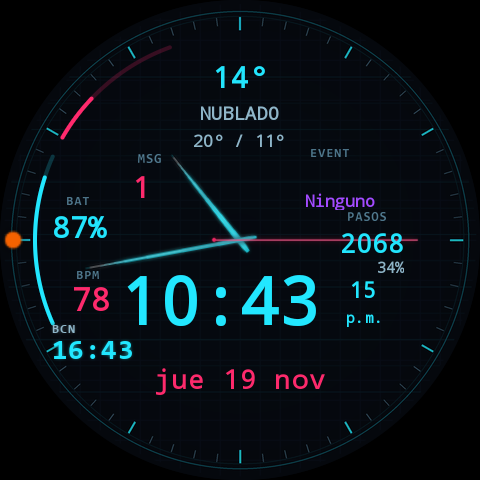 14°
NUBLADO
20° / 11°
EVENT
MSG
1
Ninguno
BAT
87%
PASOS
2068
34%
BPM
78
10:43
15
p.m.
BCN
16:43
jue 19 nov